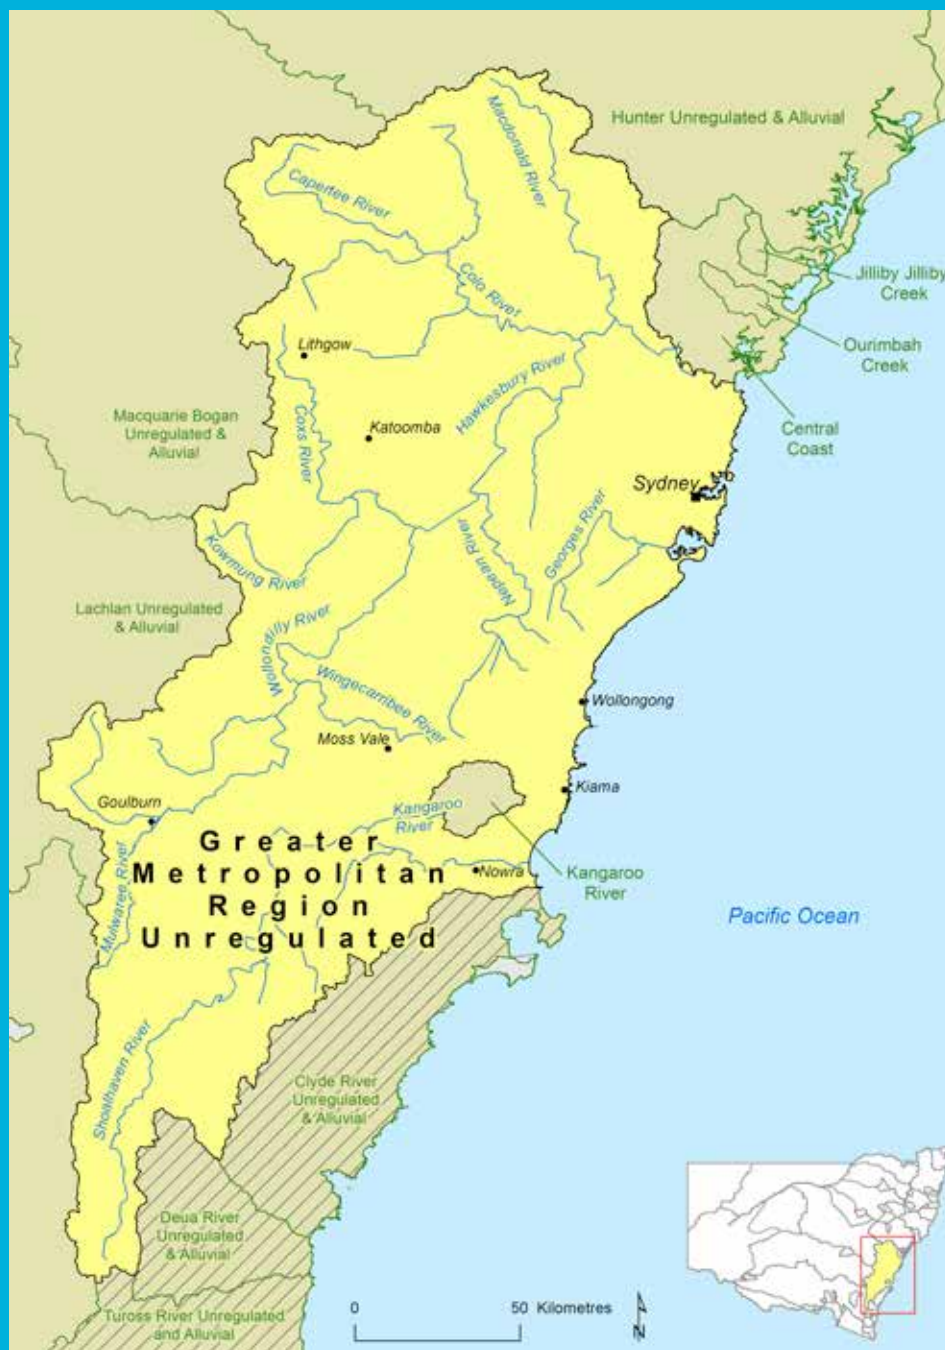 Macdonald River
Hunter Unregulated & Alluvial
Capertee River
Colo River
Jilliby Jilliby
Creek
Ourimbah
Creek
Lithgow
Hawkesbury River
Macquarie Bogan
Unregulated &
Alluvial
Coxs River
Katoomba
Central
Coast
Sydney
Georges River
Nepean River
Kowmung River
Lachlan Unregulated
& Alluvial
Wollondilly River
Wingecarribee River
Wollongong
Moss Vale
Kiama
Goulburn
Kangaroo
River
Greater
Metropolitan
Region
Unregulated
Mulwaree River
Nowra
Kangaroo
River
Pacific Ocean
Shoalhaven River
Clyde River
Unregulated
& Alluvial
Deua River
Unregulated
& Alluvial
Tuross River Unregulated
and Alluvial
0 50 Kilometres
N